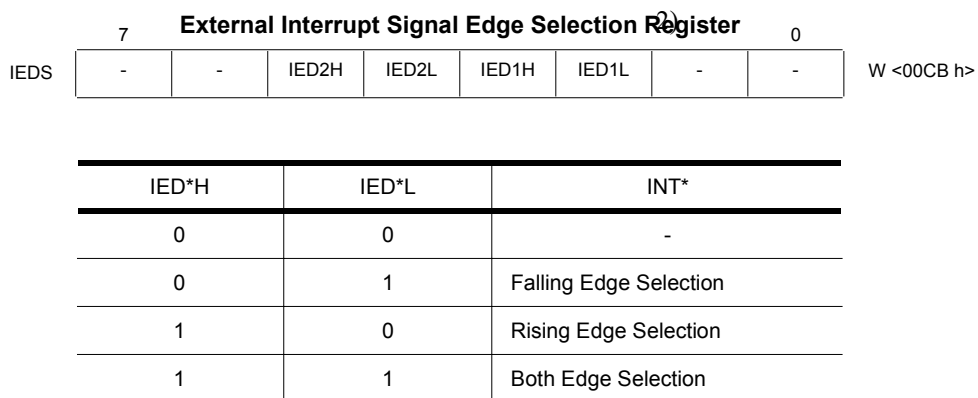 External Interrupt Signal Edge Selection Register 2)
7 0
IEDS - - IED2H IED2L IED1H IED1L - - W <00CB h>
IED*H IED*L INT*
0 0 -
0 1 Falling Edge Selection
1 0 Rising Edge Selection
1 1 Both Edge Selection